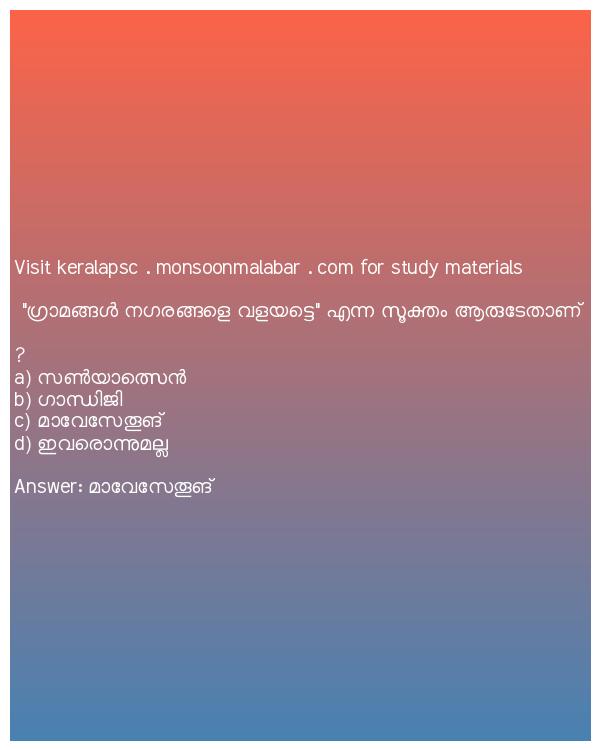 Visit keralapsc . monsoonmalabar . com for study materials
"ഗ്രാമങ്ങൾ നഗരങ്ങളെ വളയട്ടെ" എന്ന സൂക്തം ആരുടേതാണ്
?
a) സൺയാത്സെൻ
b) ഗാന്ധിജി
c) മാവേസേതൂങ്
d) ഇവരൊന്നുമല്ല
Answer: മാവേസേതൂങ്